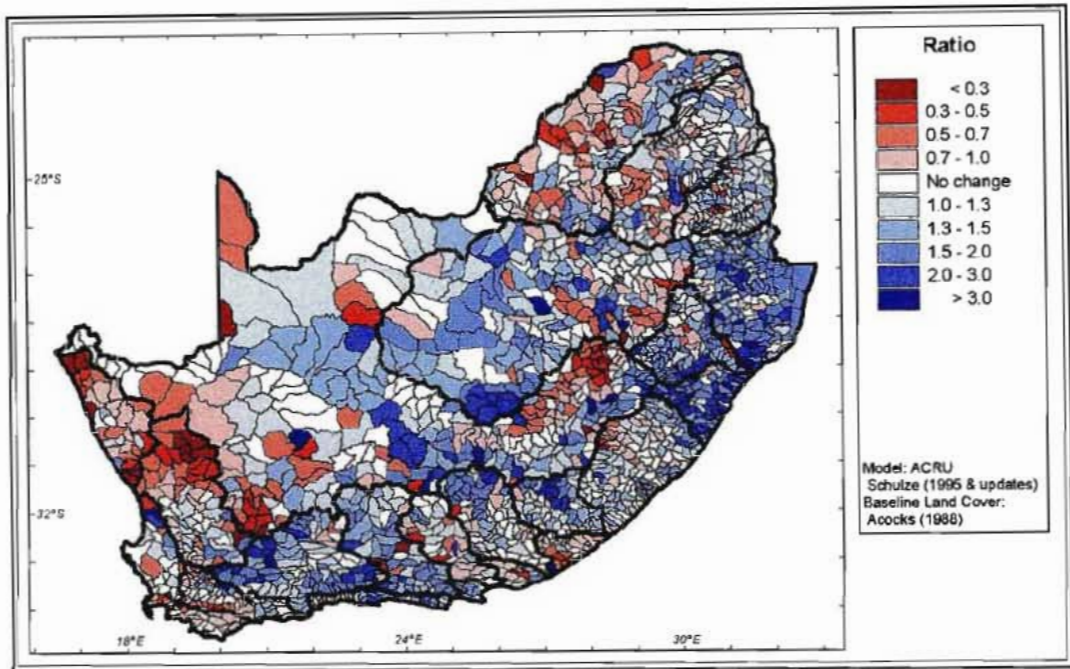 Ratio
< 0.3
0.3 - 0.5
0.5 - 0.7
0.7 - 1.0
No change
1.0 - 1.3
1.3 - 1.5
1.5 - 2.0
2.0 - 3.0
> 3.0
25°S
32°S
18°E
24°E
30°E
Model: ACRU
Schulze (1995 & updates)
Baseline Land Cover:
Acocks (1988)